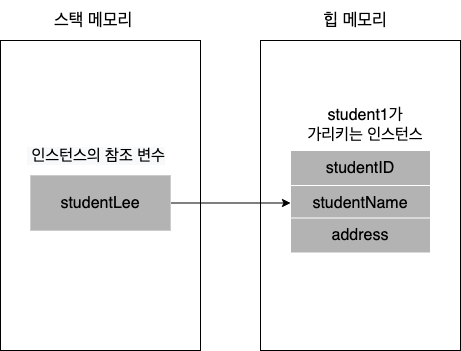 스택 메모리
힙 메모리
인스턴스의 참조 변수
studentLee
student1가
가리키는 인스턴스
studentID
studentName
address